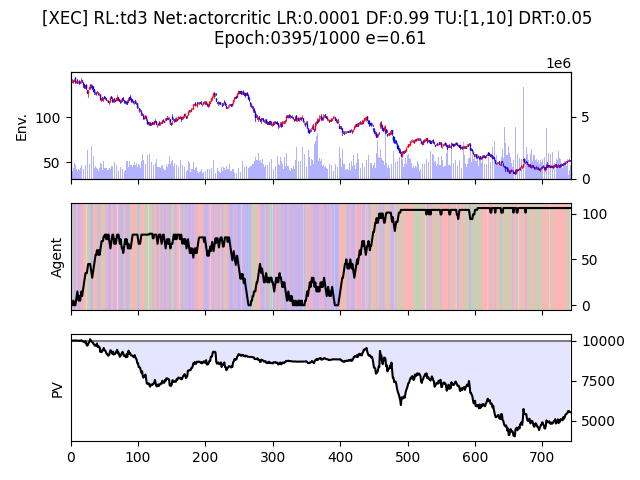 [XEC] RL:td3 Net:actorcritic LR:0.0001 DF:0.99 TU:[1,10] DRT:0.05
Epoch:0395/1000 e=0.61
1e6
Env.
100
50
5
0
Agent
100
50
0
PV
10000
7500
5000
0 100 200 300 400 500 600 700